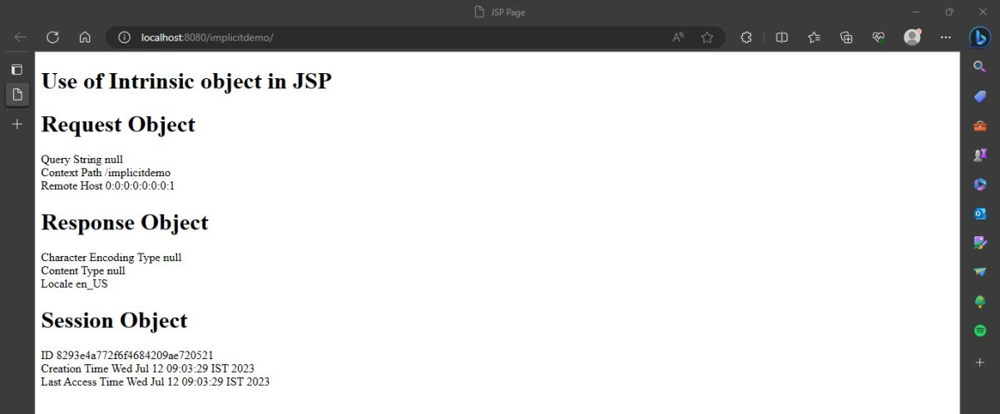 JSP Page
localhost:8080/implicitdemo/
Use of Intrinsic object in JSP
Request Object
Query String null
Context Path /implicitdemo
Remote Host 0:0:0:0:0:0:0:1
Response Object
Character Encoding Type null
Content Type null
Locale en_US
Session Object
ID 8293e4a772f6f4684209ae720521
Creation Time Wed Jul 12 09:03:29 IST 2023
Last Access Time Wed Jul 12 09:03:29 IST 2023